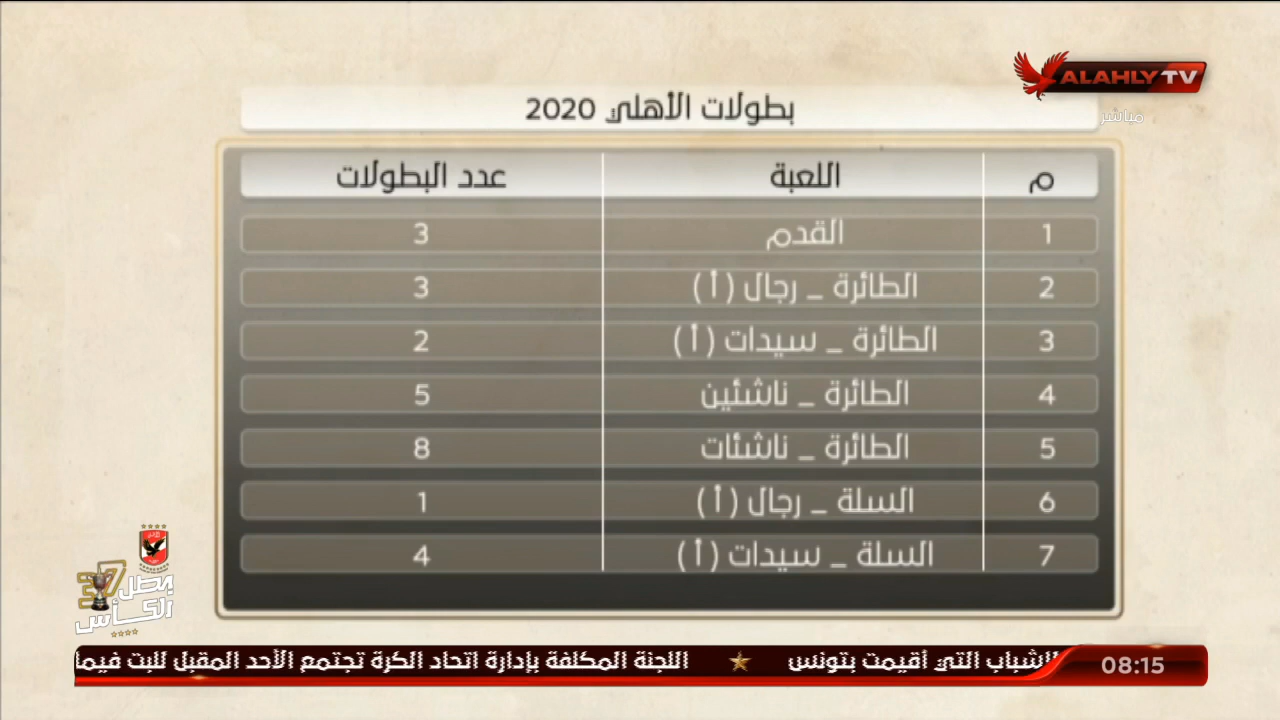 ALAHLY TV
مباشر
بطولات الأهلي 2020
م اللعبة عدد البطولات
1 القدم 3
2 الطائرة _ رجال (أ) 3
3 الطائرة _ سيدات (أ) 2
4 الطائرة _ ناشئين 5
5 الطائرة _ ناشئات 8
6 السلة _ رجال (أ) 1
7 السلة _ سيدات (أ) 4
37
بطل
الكأس
08:15 الشباب التي أقيمت بتونس اللجنة المكلفة بإدارة اتحاد الكرة تجتمع الأحد المقبل للبت فيما